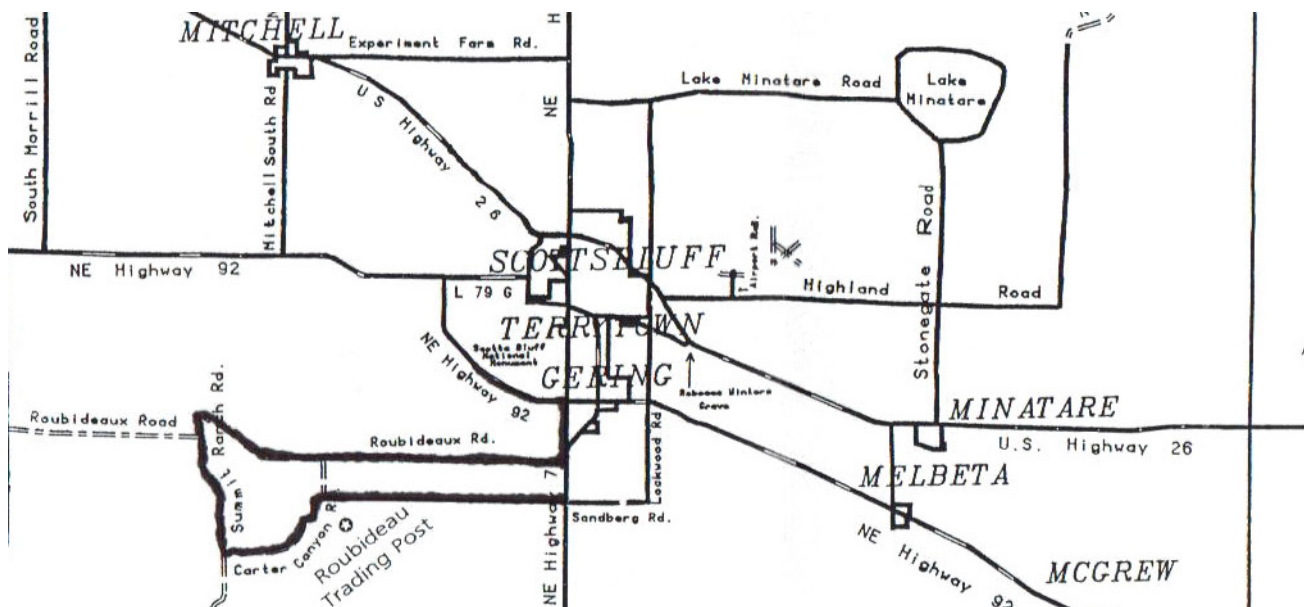 MITCHELL
Experiment Farm Rd.
South Morrill Road
Mitchell South Rd
US Highway 26
NE
H
Lake Minatare Road
Lake
Minatare
NE Highway 92
SCOTTSBLUFF
L 79 G
Airport Rd.
Highland Road
Stonegate Road
TERRYTOWN
Scotts Bluff
National
Monument
NE Highway 92
GERING
Rebecca Winters
Grave
Roubideaux Road
Summit Ranch Rd.
Roubideaux Rd.
Lockwood Rd
MINATARE
U.S. Highway 26
MELBETA
Sandberg Rd.
NE Highway 7
Carter Canyon R
Roubideau
Trading Post
NE Highway 92
MCGREW